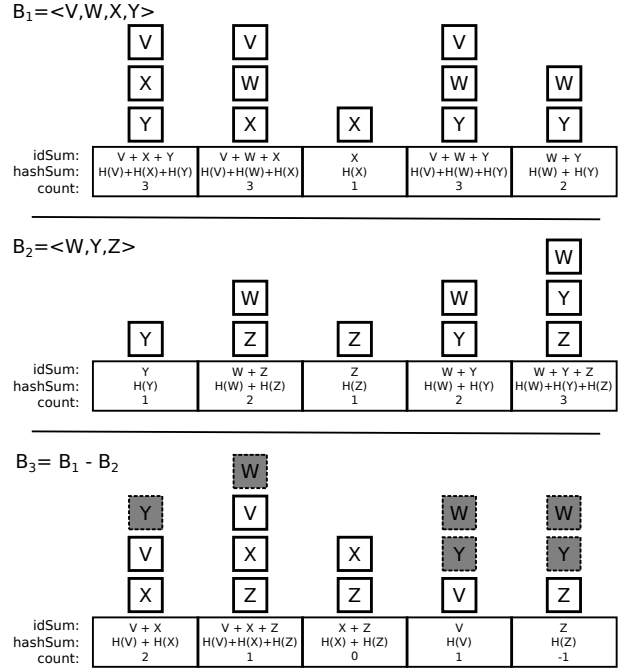 B1=<V,W,X,Y>
V V V
X W W W
Y X X Y Y
idSum: V + X + Y V + W + X X V + W + Y W + Y
hashSum: H(V)+H(X)+H(Y) H(V)+H(W)+H(X) H(X) H(V)+H(W)+H(Y) H(W) + H(Y)
count: 3 3 1 3 2
B2=<W,Y,Z>
W
W W Y
Y Z Z Y Z
idSum: Y W + Z Z W + Y W + Y + Z
hashSum: H(Y) H(W) + H(Z) H(Z) H(W) + H(Y) H(W)+H(Y)+H(Z)
count: 1 2 1 2 3
B3= B1 - B2
W
Y V W W
V X X Y Y
X Z Z V Z
idSum: V + X V + X + Z X + Z V Z
hashSum: H(V) + H(X) H(V)+H(X)+H(Z) H(X) + H(Z) H(V) H(Z)
count: 2 1 0 1 -1